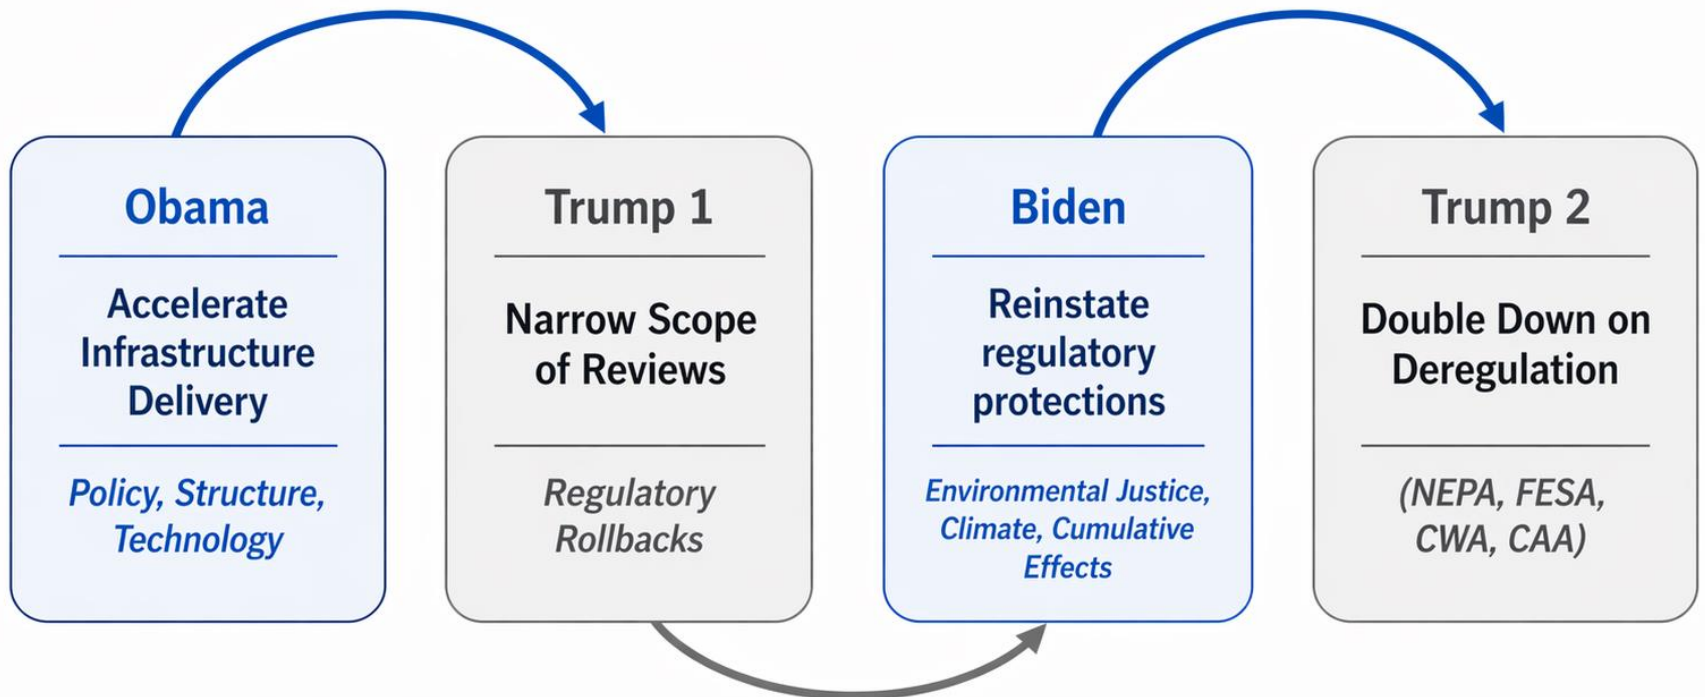 Obama
Accelerate
Infrastructure
Delivery
Policy, Structure,
Technology
Trump 1
Narrow Scope
of Reviews
Regulatory
Rollbacks
Biden
Reinstate
regulatory
protections
Environmental Justice,
Climate, Cumulative
Effects
Trump 2
Double Down on
Deregulation
(NEPA, FESA,
CWA, CAA)